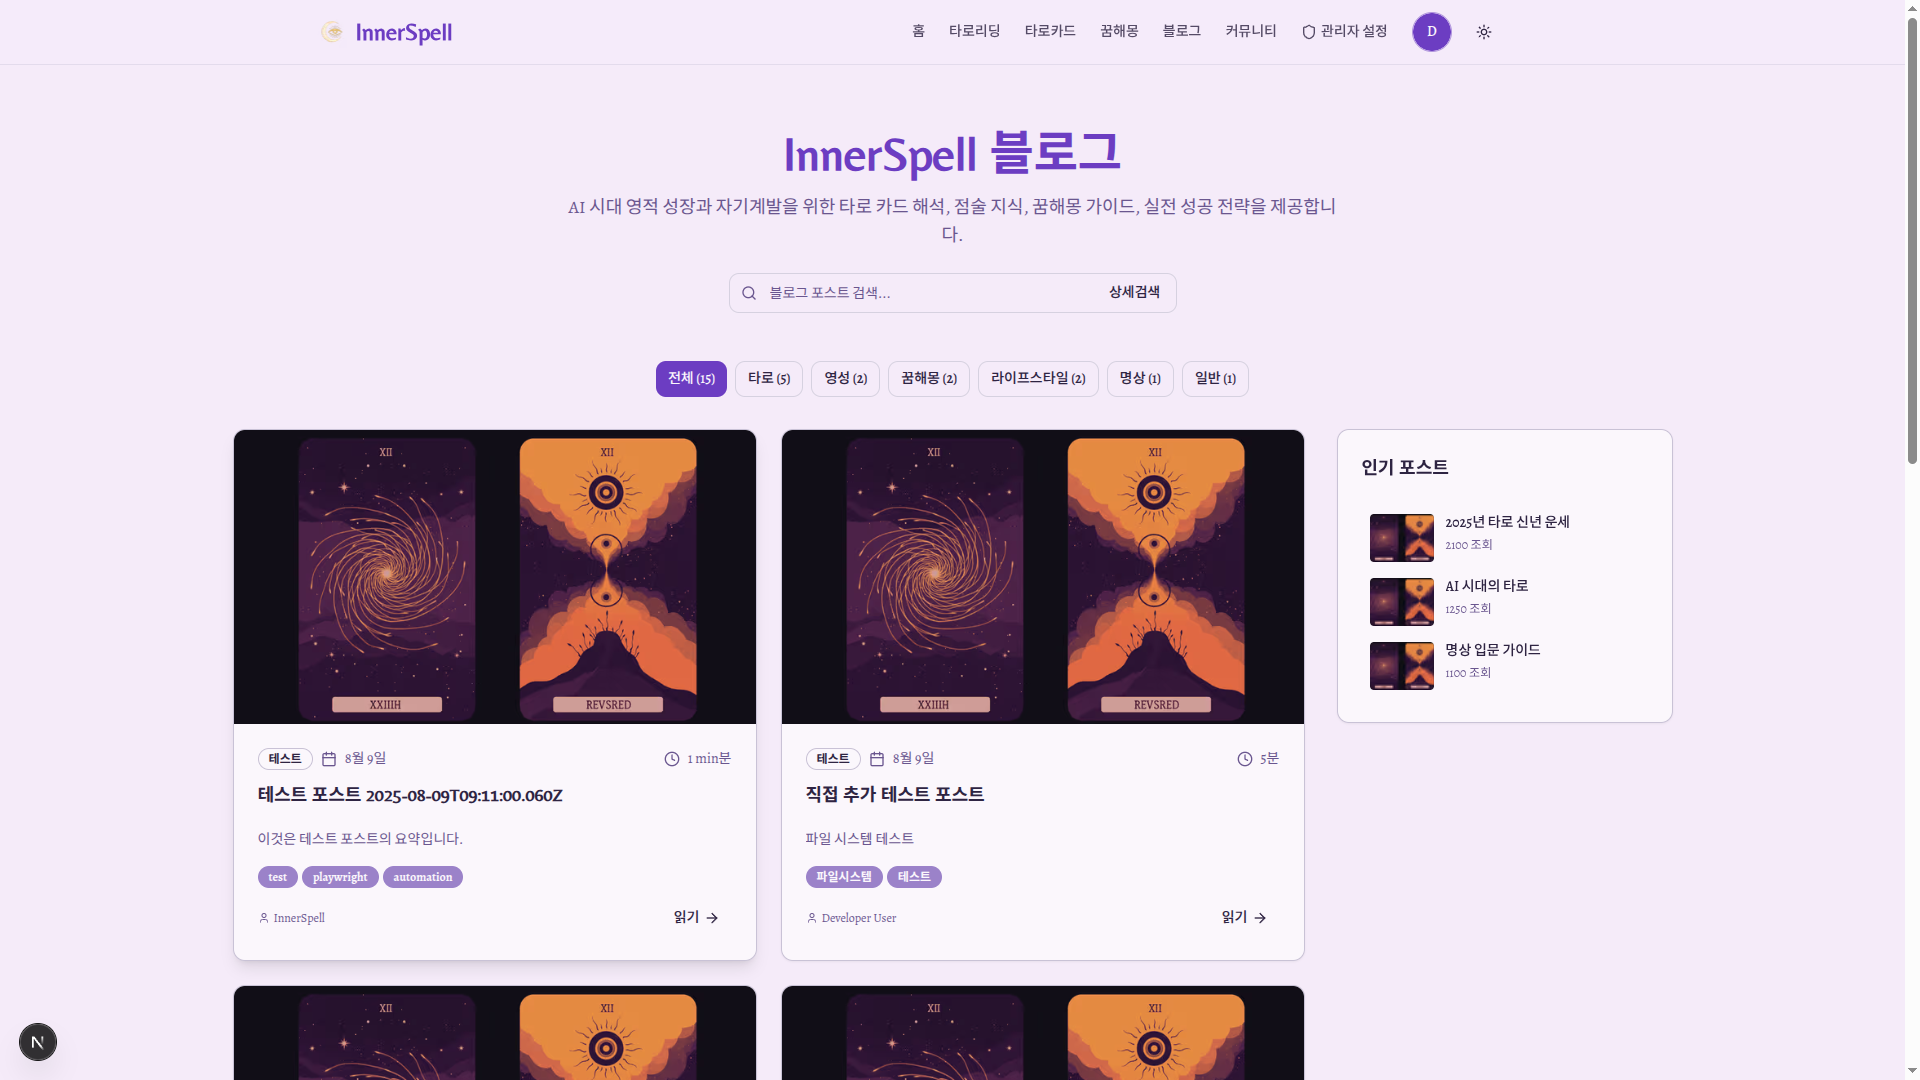 InnerSpell
홈
타로리딩
타로카드
꿈해몽
블로그
커뮤니티
관리자 설정
D
InnerSpell 블로그
AI 시대 영적 성장과 자기계발을 위한 타로 카드 해석, 점술 지식, 꿈해몽 가이드, 실전 성공 전략을 제공합니
다.
블로그 포스트 검색...
상세검색
전체 (15)
타로 (5)
영성 (2)
꿈해몽 (2)
라이프스타일 (2)
명상 (1)
일반 (1)
XII
XII
XXIIIH
REVSRED
테스트
8월 9일
1 min분
테스트 포스트 2025-08-09T09:11:00.060Z
이것은 테스트 포스트의 요약입니다.
test
playwright
automation
InnerSpell
읽기
XII
XII
XXIIIH
REVSRED
테스트
8월 9일
5분
직접 추가 테스트 포스트
파일 시스템 테스트
파일시스템
테스트
Developer User
읽기
인기 포스트
2025년 타로 신년 운세
2100 조회
AI 시대의 타로
1250 조회
명상 입문 가이드
1100 조회
XII
XII
XII
XII
N